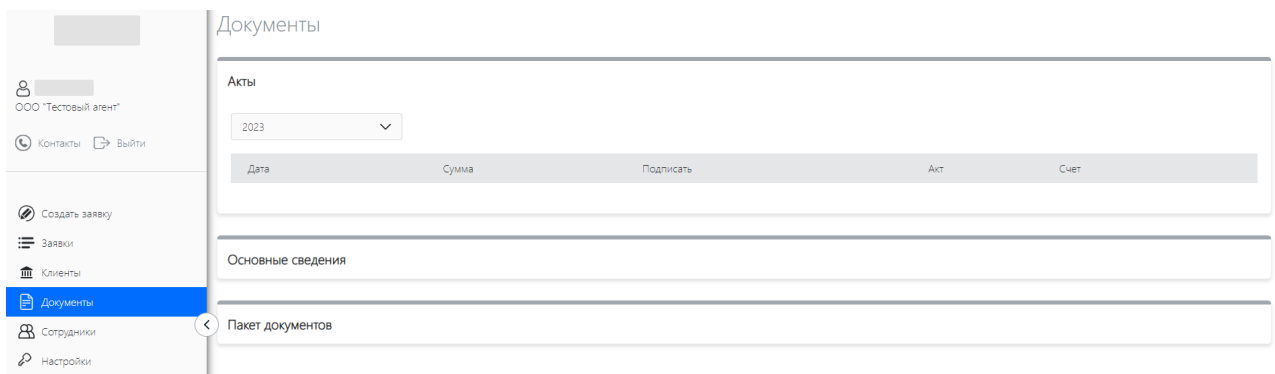 Документы
ООО "Тестовый агент"
Контакты Выйти
Создать заявку
Заявки
Клиенты
Документы
Сотрудники
Настройки
Акты
2023
Дата Сумма Подписать Акт Счет
Основные сведения
Пакет документов